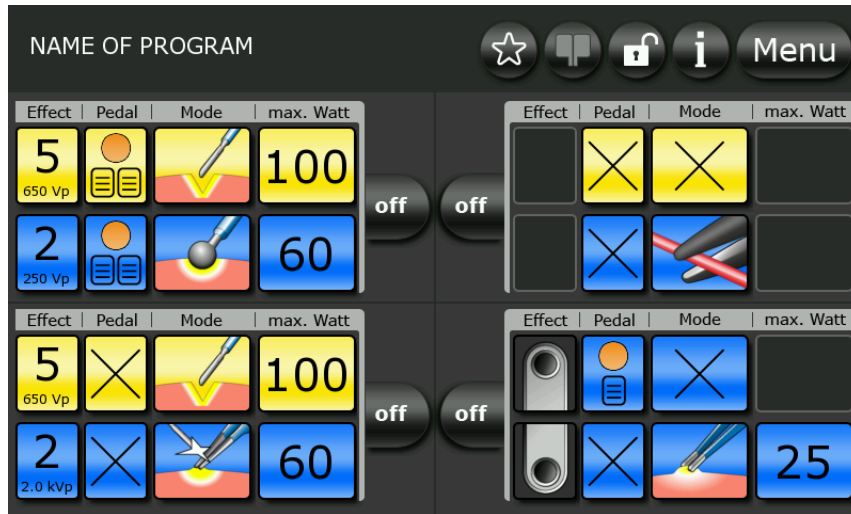 NAME OF PROGRAM
i
Menu
Effect | Pedal | Mode | max. Watt
5
650 Vp
100
2
250 Vp
60
off
off
Effect | Pedal | Mode | max. Watt
Effect | Pedal | Mode | max. Watt
5
650 Vp
100
2
2.0 kVp
60
off
off
Effect | Pedal | Mode | max. Watt
25